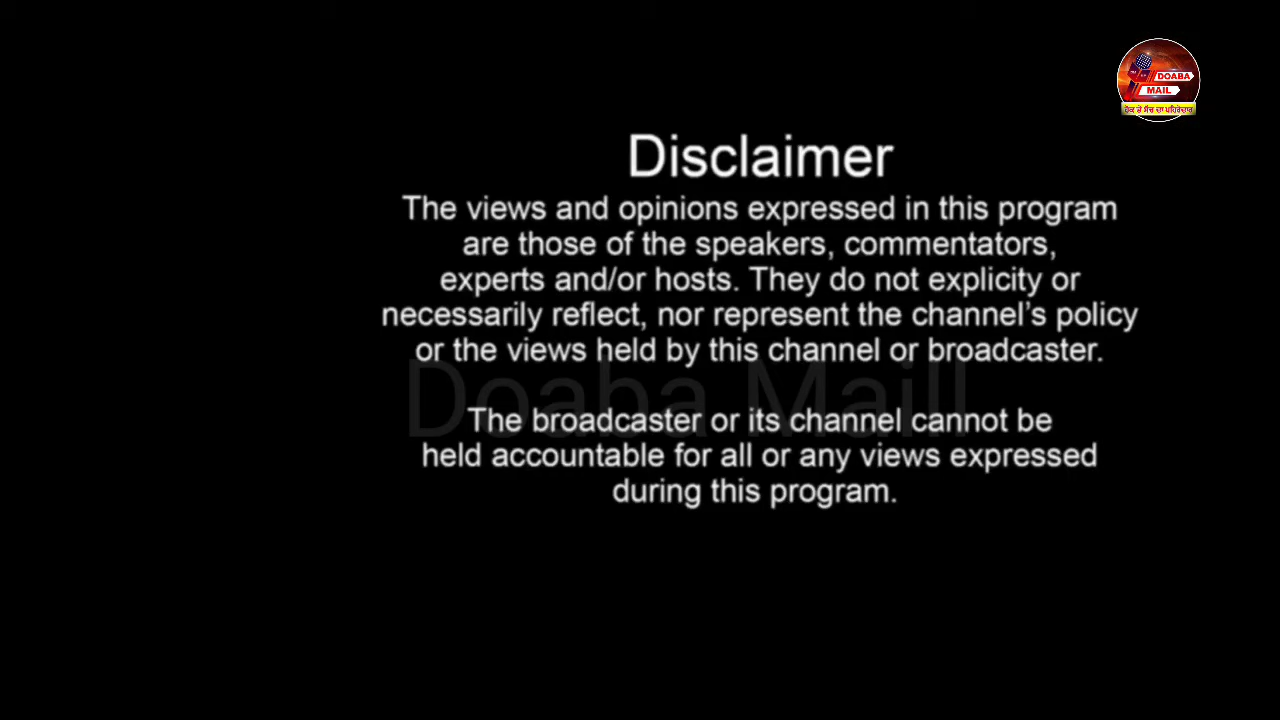 DOABA
MAIL
ਹੱਕ ਤੇ ਸੱਚ ਦਾ ਪਹਿਰੇਦਾਰ
Disclaimer
The views and opinions expressed in this program
are those of the speakers, commentators,
experts and/or hosts. They do not explicity or
necessarily reflect, nor represent the channel’s policy
or the views held by this channel or broadcaster.
Doaba Maill
The broadcaster or its channel cannot be
held accountable for all or any views expressed
during this program.